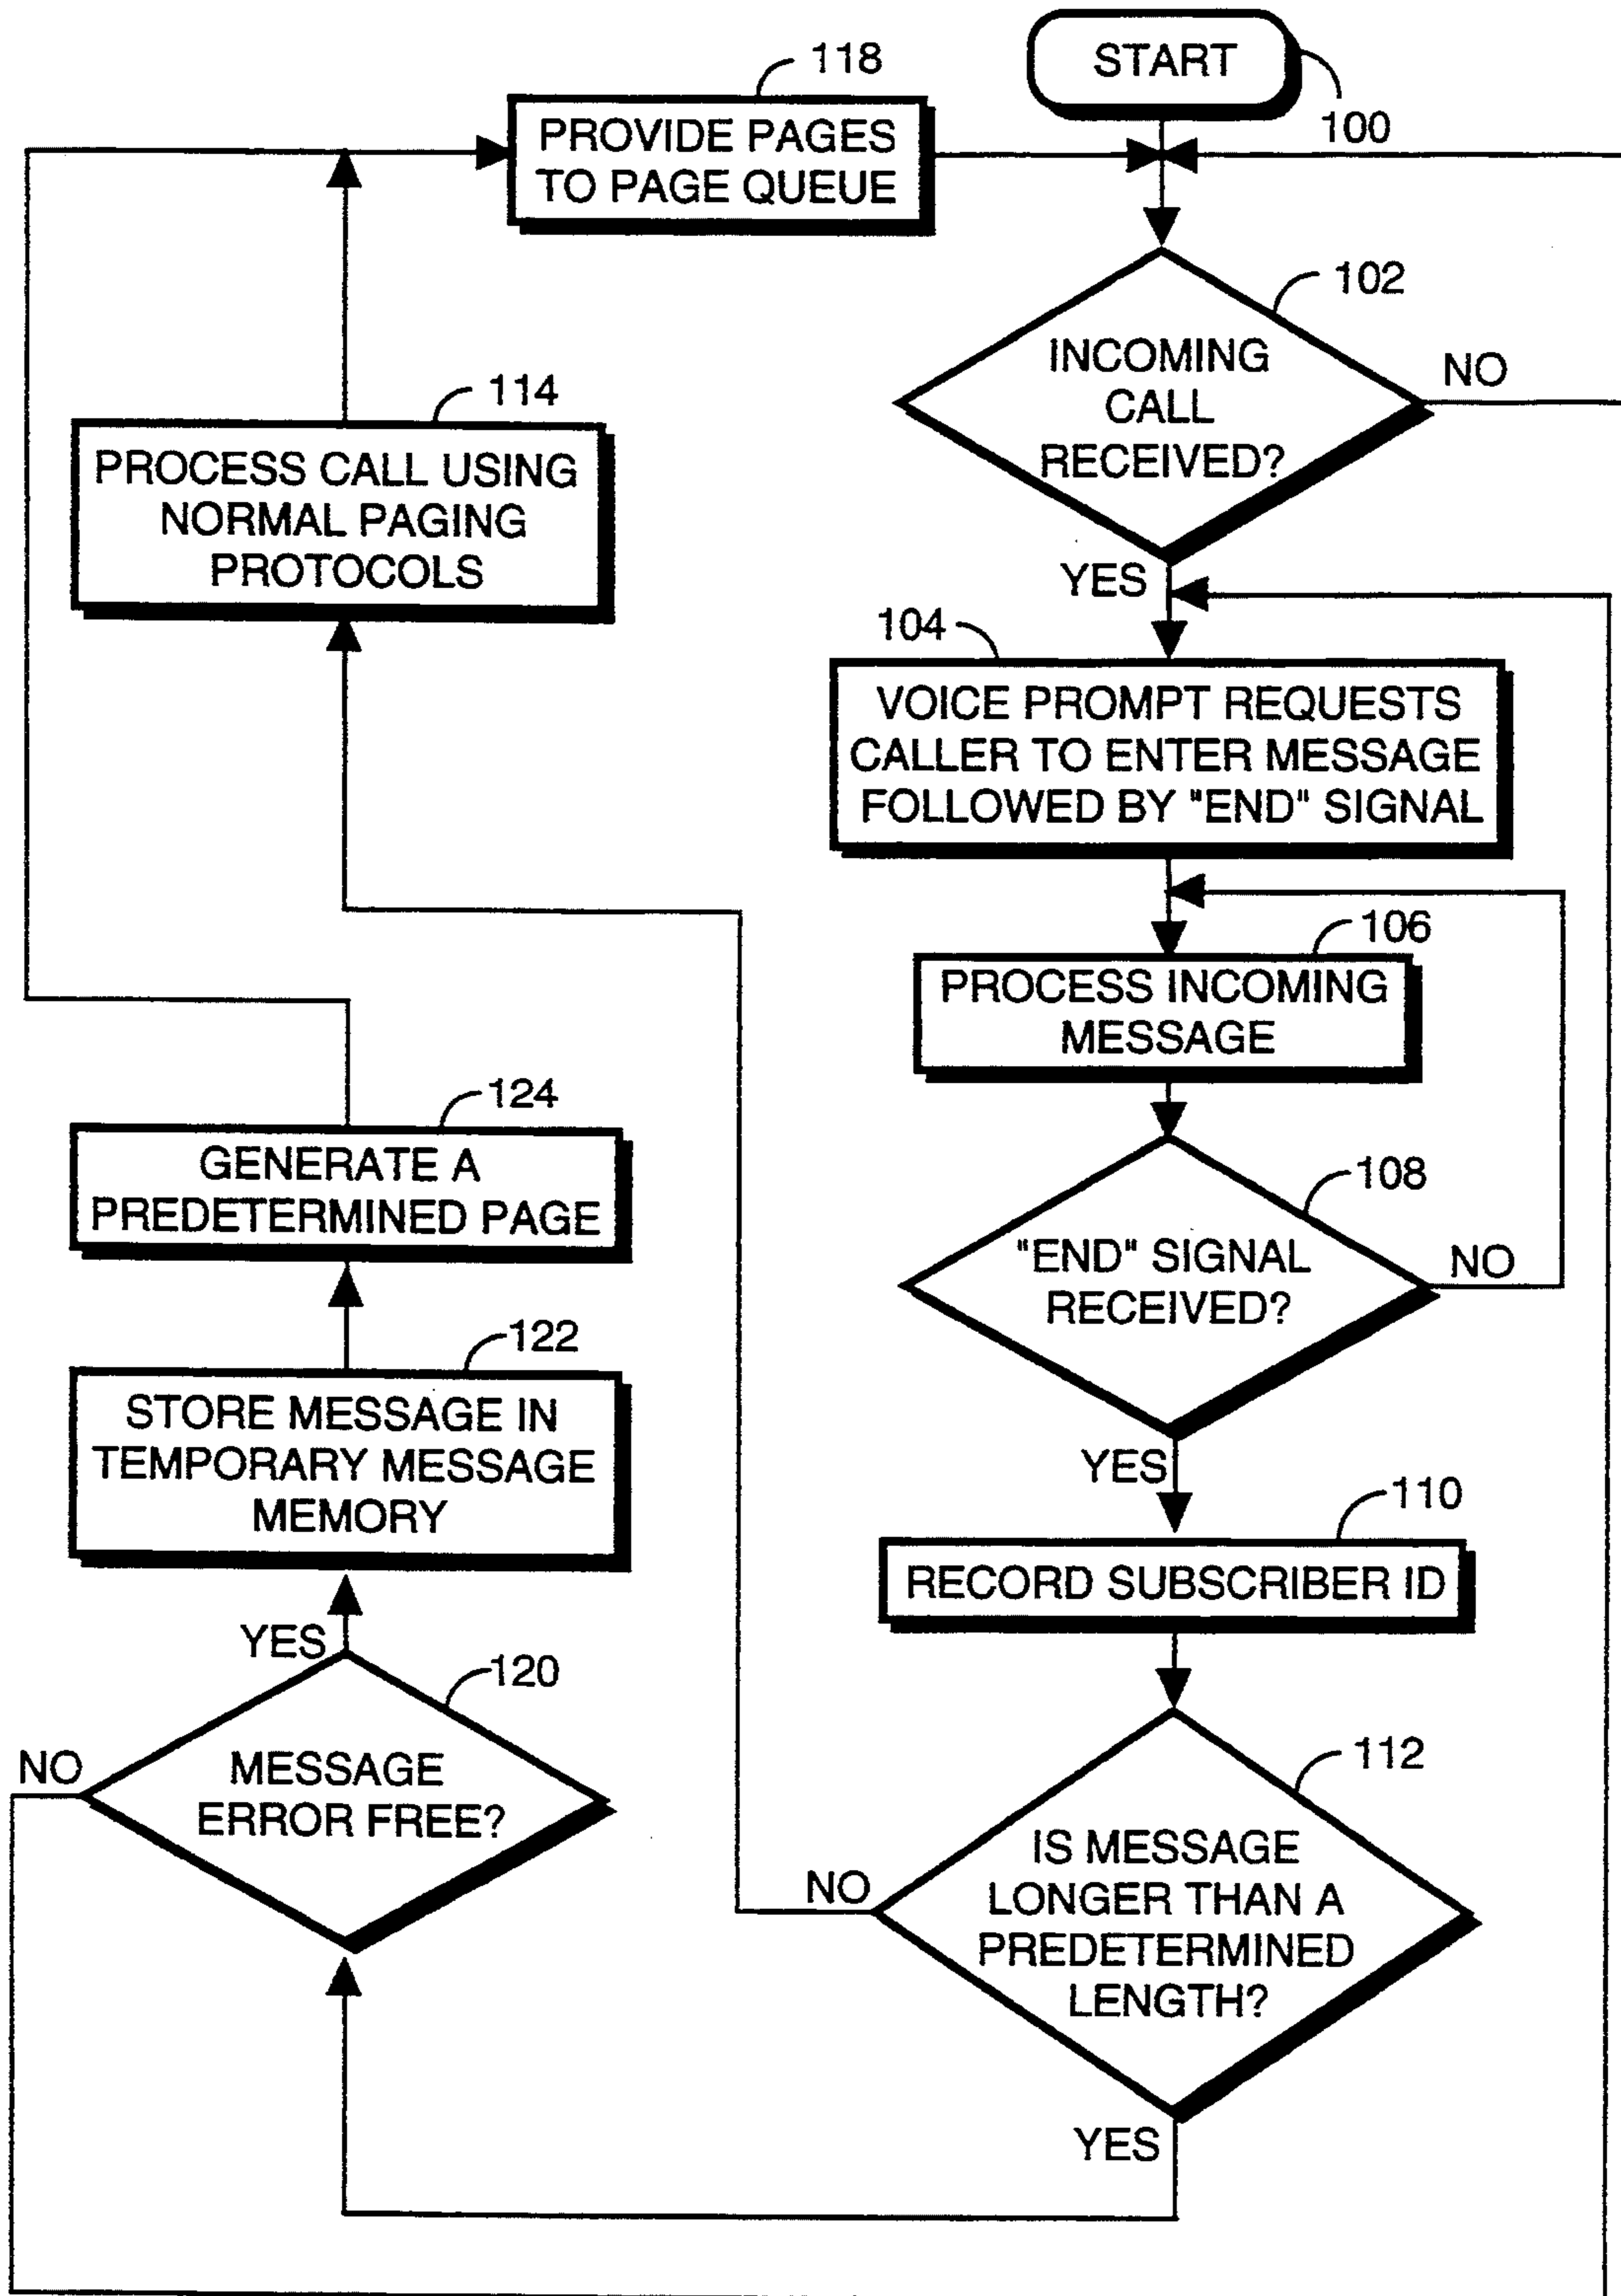 START
100
118
PROVIDE PAGES
TO PAGE QUEUE
102
INCOMING
CALL
RECEIVED?
NO
YES
114
PROCESS CALL USING
NORMAL PAGING
PROTOCOLS
104
VOICE PROMPT REQUESTS
CALLER TO ENTER MESSAGE
FOLLOWED BY "END" SIGNAL
106
PROCESS INCOMING
MESSAGE
108
"END" SIGNAL
RECEIVED?
NO
YES
110
RECORD SUBSCRIBER ID
112
IS MESSAGE
LONGER THAN A
PREDETERMINED
LENGTH?
NO
YES
124
GENERATE A
PREDETERMINED PAGE
122
STORE MESSAGE IN
TEMPORARY MESSAGE
MEMORY
YES
120
MESSAGE
ERROR FREE?
NO